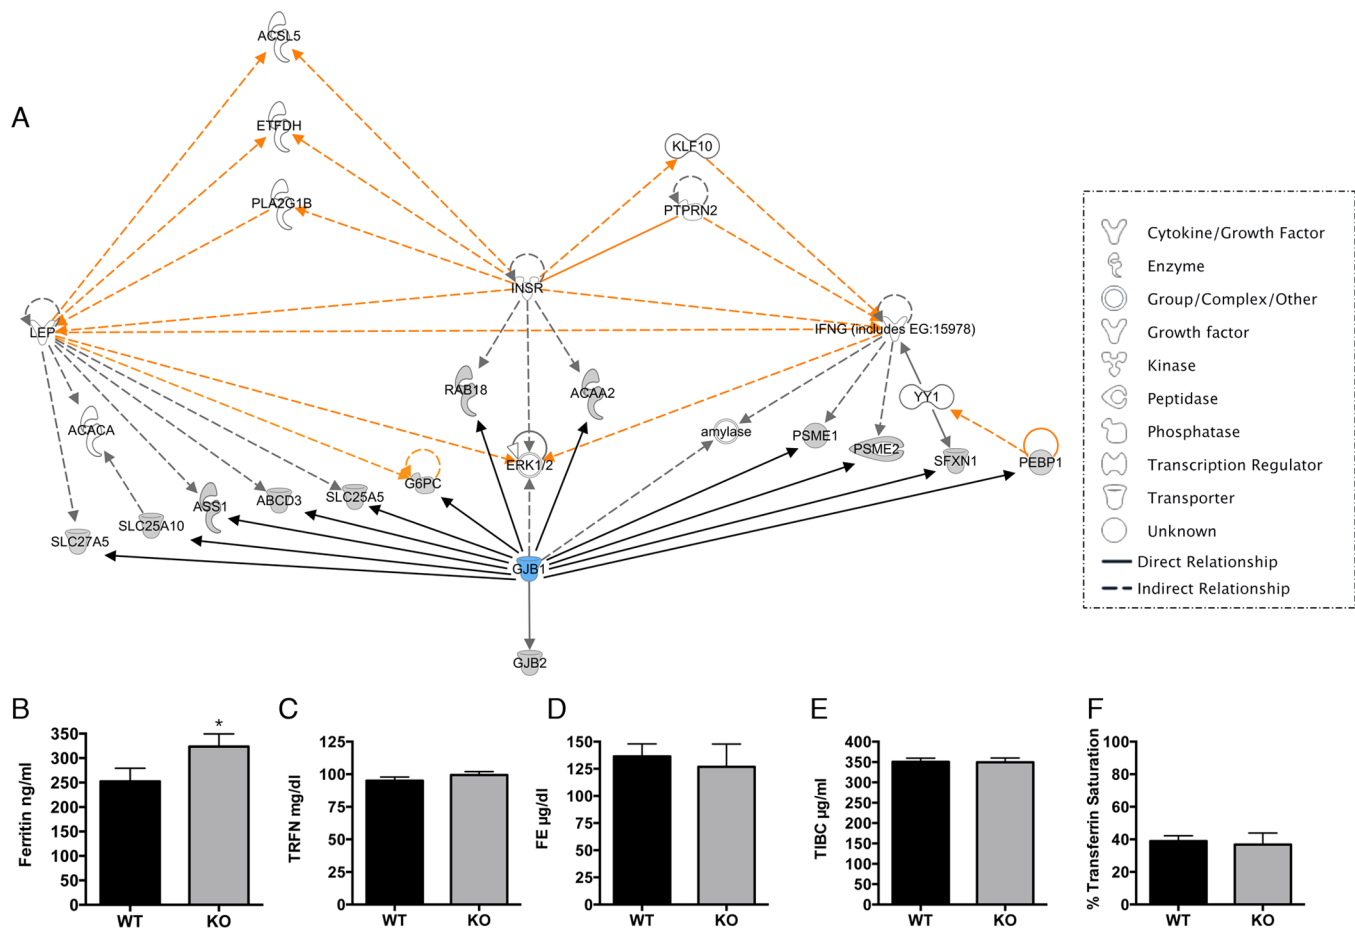 ACSL5
A
ETFDH
KLF10
PLA2G1B
PTPRN2
INSR
LEP
IFNG (includes EG:15978)
RAB18
ACAA2
YY1
ACACA
amylase
PSME1
PSME2
SFXN1
PEBP1
ERK1/2
G6PC
SLC25A5
ABCD3
ASS1
SLC25A10
SLC27A5
GJB1
GJB2
Cytokine/Growth Factor
Enzyme
Group/Complex/Other
Growth factor
Kinase
Peptidase
Phosphatase
Transcription Regulator
Transporter
Unknown
Direct Relationship
Indirect Relationship
B
Ferritin ng/ml
350
300
250
200
150
100
50
0
*
WT
KO
C
TRFN mg/dl
125
100
75
50
25
0
WT
KO
D
FE µg/dl
150
125
100
75
50
25
0
WT
KO
E
TIBC µg/ml
400
350
300
250
200
150
100
50
0
WT
KO
F
% Transferrin Saturation
100
80
60
40
20
0
WT
KO